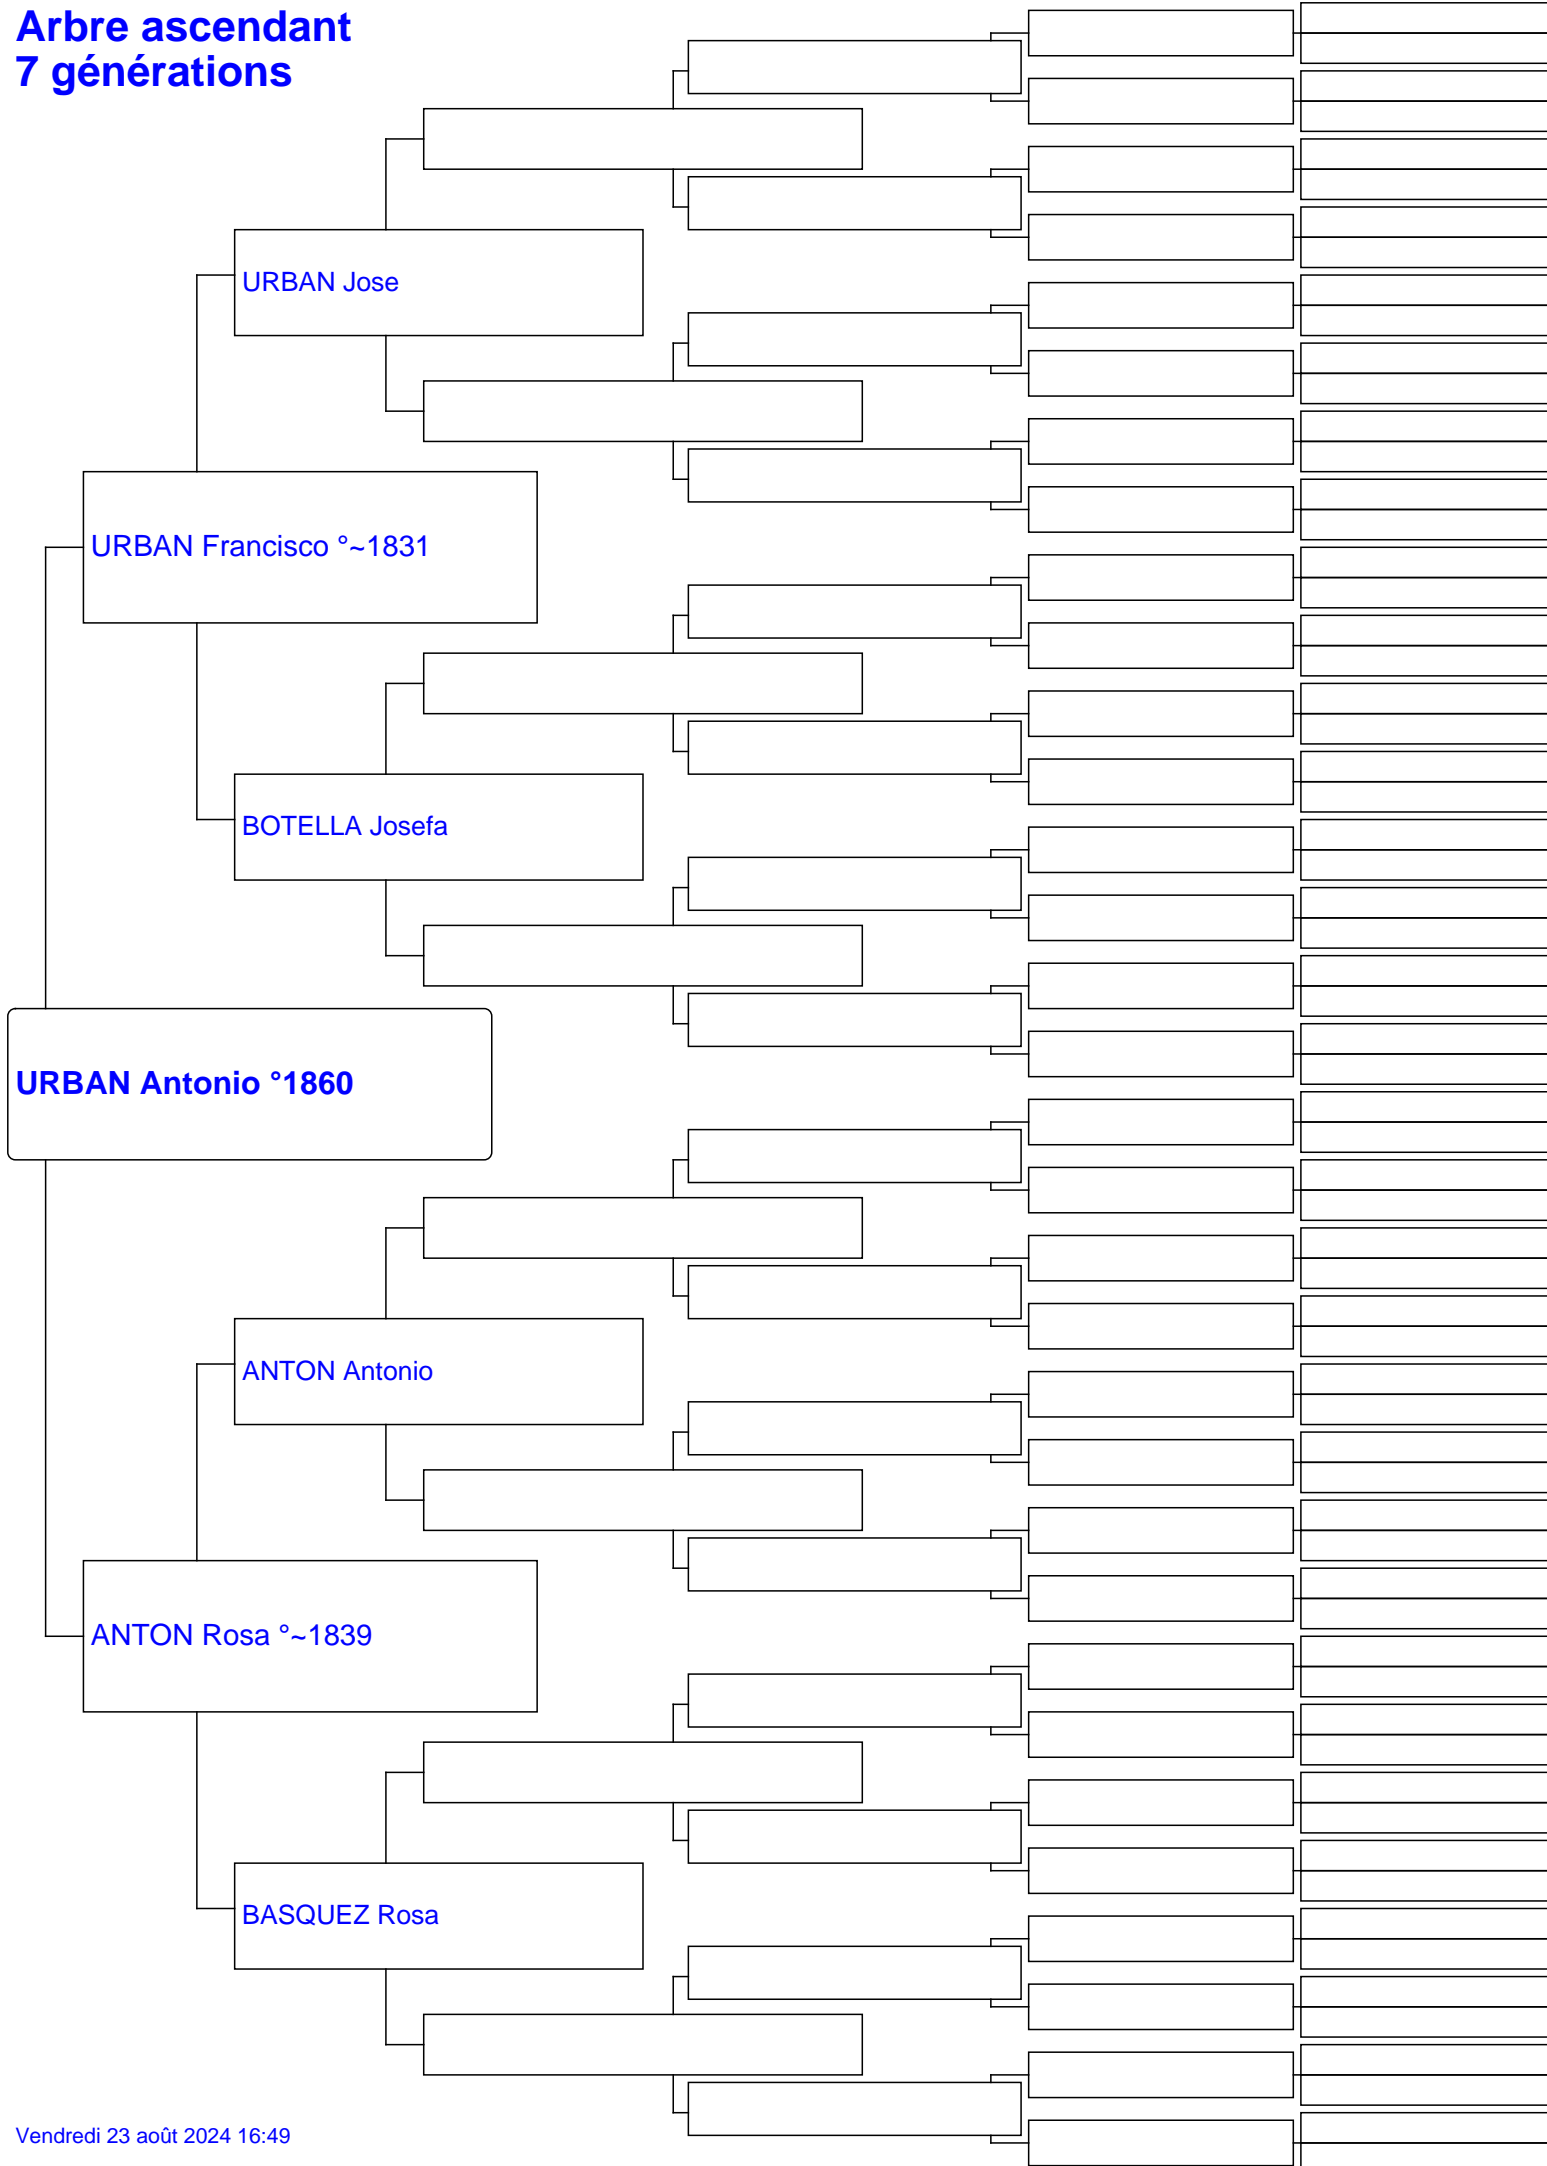 Arbre ascendant
7 générations
URBAN Jose
URBAN Francisco °~1831
BOTELLA Josefa
URBAN Antonio °1860
ANTON Antonio
ANTON Rosa °~1839
BASQUEZ Rosa
Vendredi 23 août 2024 16:49